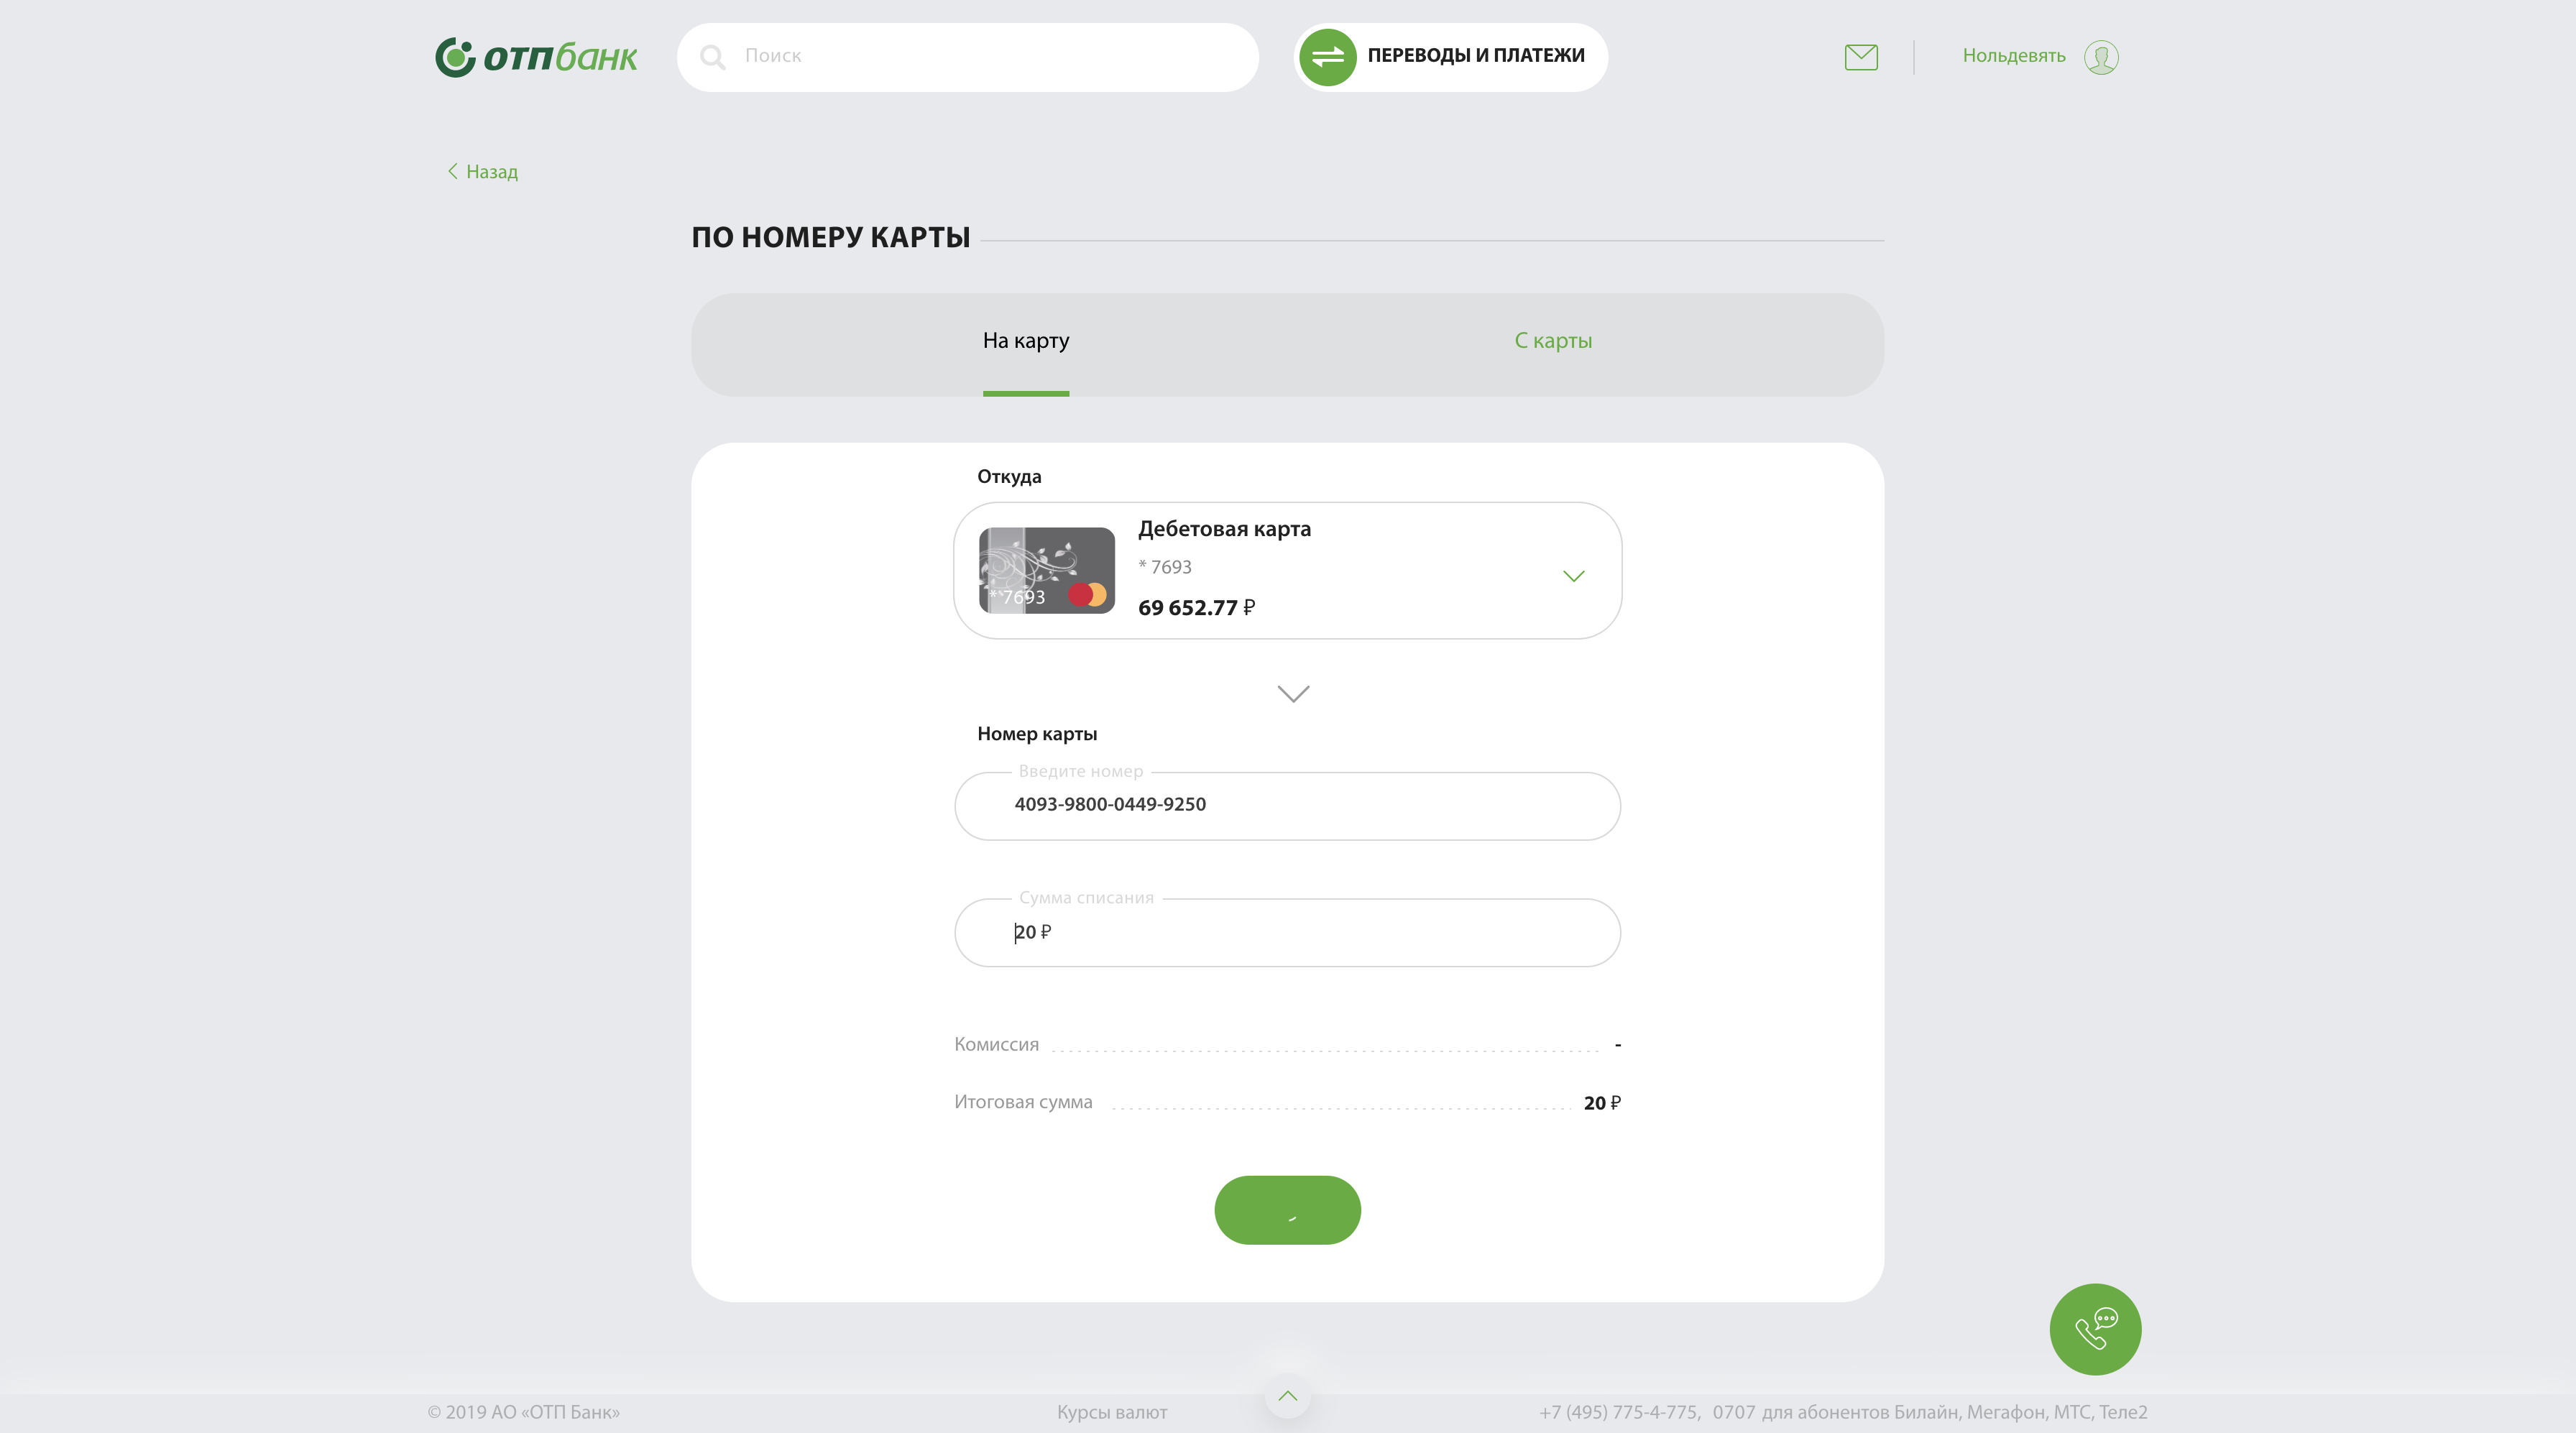 отпбанк
Поиск
ПЕРЕВОДЫ И ПЛАТЕЖИ
Нольдевять
Назад
ПО НОМЕРУ КАРТЫ
На карту
С карты
Откуда
Дебетовая карта
* 7693
** 7693
69 652.77 ₽
Номер карты
Введите номер
4093-9800-0449-9250
Сумма списания
20 ₽
Комиссия -
Итоговая сумма 20 ₽
© 2019 АО «ОТП Банк»
Курсы валют
+7 (495) 775-4-775, 0707 для абонентов Билайн, Мегафон, МТС, Теле2